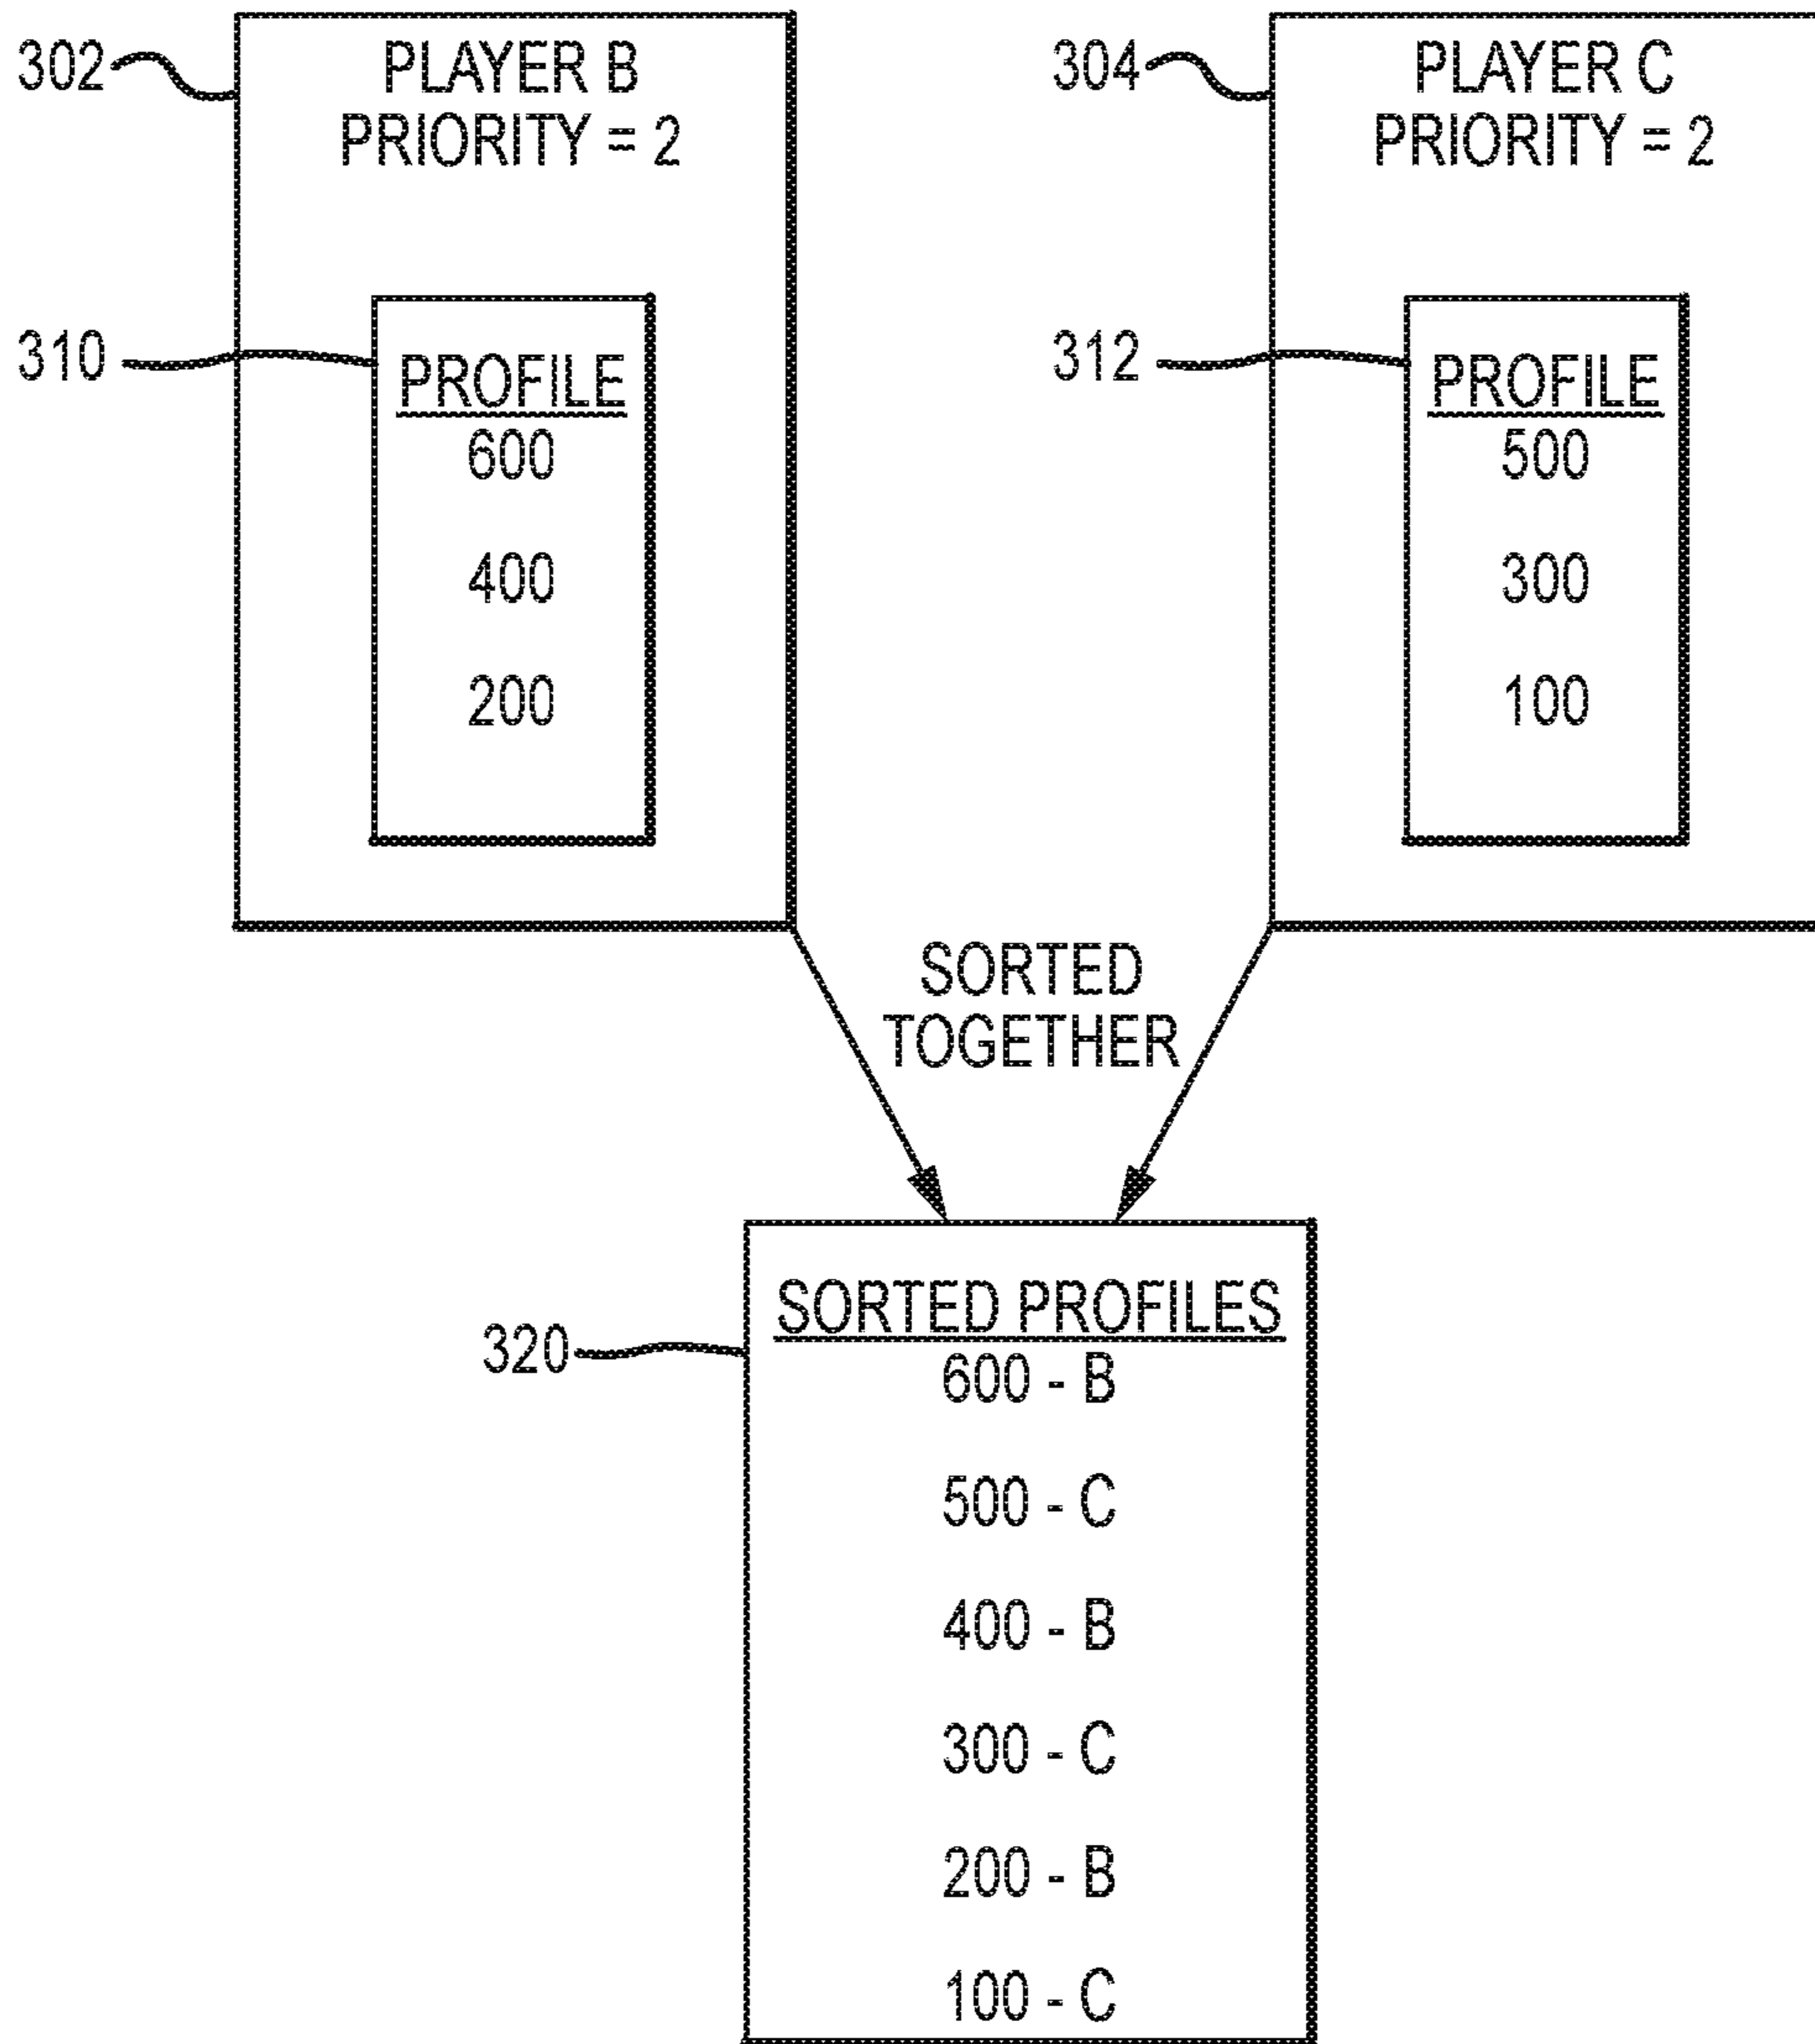 302
PLAYER B
PRIORITY = 2
310
PROFILE
600
400
200
304
PLAYER C
PRIORITY = 2
312
PROFILE
500
300
100
SORTED
TOGETHER
320
SORTED PROFILES
600 - B
500 - C
400 - B
300 - C
200 - B
100 - C